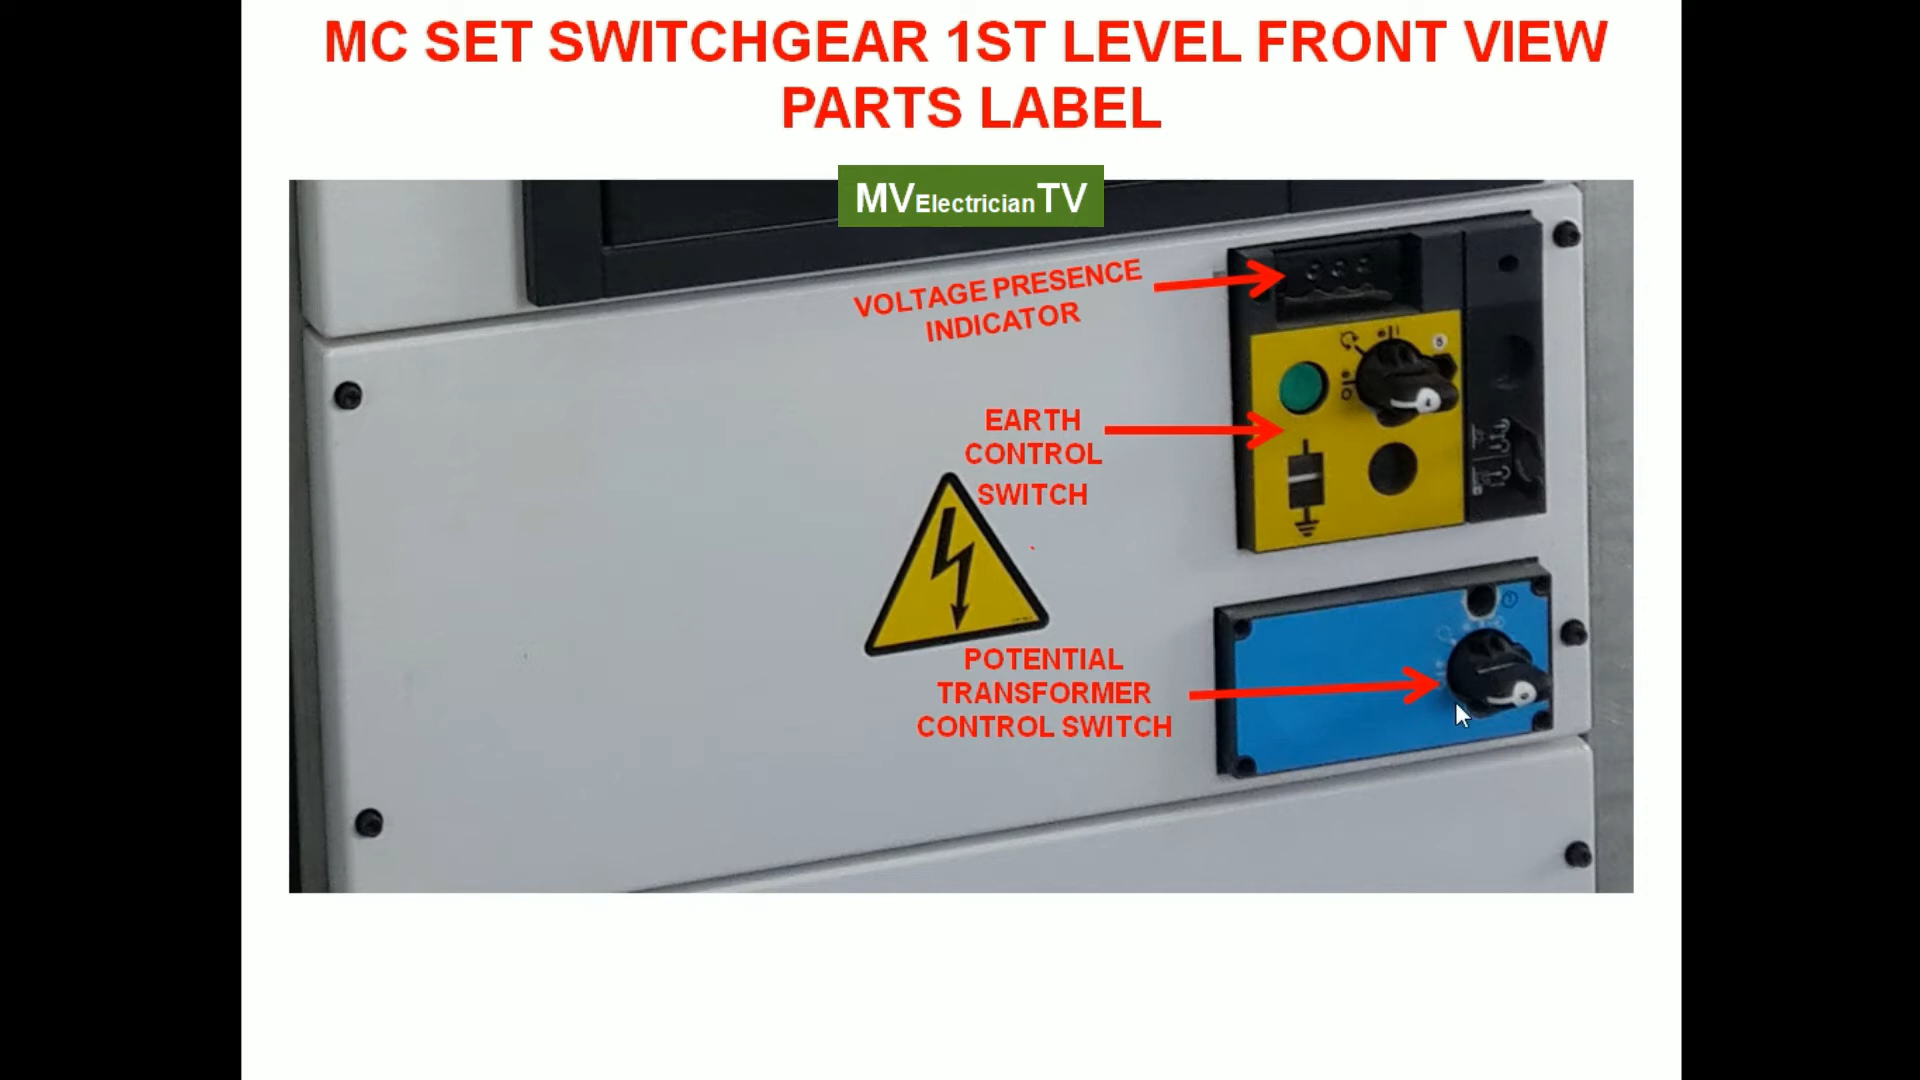 MC SET SWITCHGEAR 1ST LEVEL FRONT VIEW
PARTS LABEL
MVElectricianTV
VOLTAGE PRESENCE
INDICATOR
EARTH
CONTROL
SWITCH
POTENTIAL
TRANSFORMER
CONTROL SWITCH